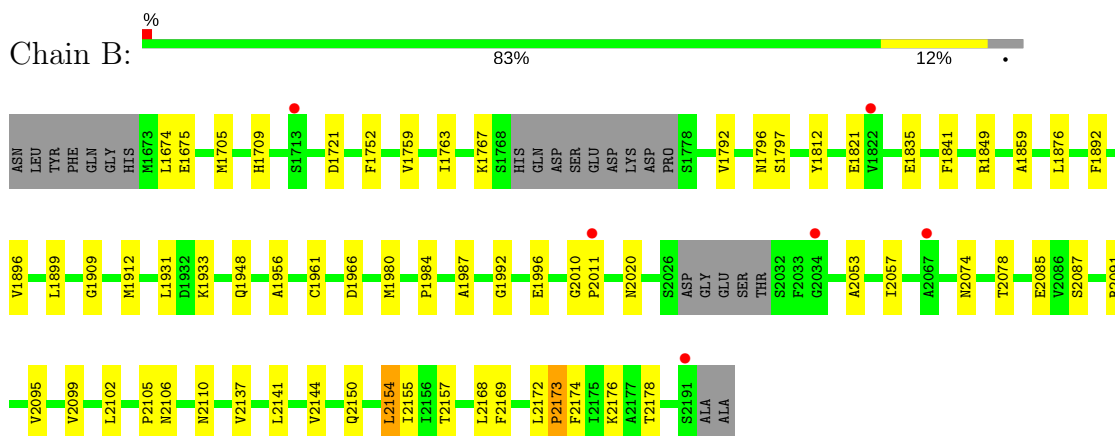 %
Chain B:
83% 12% •
ASN LEU TYR PHE GLN GLY HIS M1673 L1674 E1675 M1705 H1709 S1713 D1721 F1752 V1759 I1763 K1767 S1768 HIS GLN ASP SER GLU ASP LYS ASP PRO S1778 V1792 N1796 S1797 Y1812 E1821 V1822 E1835 F1841 R1849 A1859 L1876 F1892
V1896 L1899 G1909 M1912 L1931 D1932 K1933 Q1948 A1956 C1961 D1966 M1980 P1984 A1987 G1992 E1996 G2010 P2011 N2020 S2026 ASP GLY GLU SER THR S2032 F2033 G2034 A2053 I2057 A2067 N2074 T2078 E2085 V2086 S2087
V2095 V2099 L2102 P2105 N2106 N2110 V2137 L2141 V2144 Q2150 L2154 I2155 I2156 T2157 L2168 F2169 L2172 P2173 F2174 I2175 K2176 A2177 T2178 S2191 ALA ALA